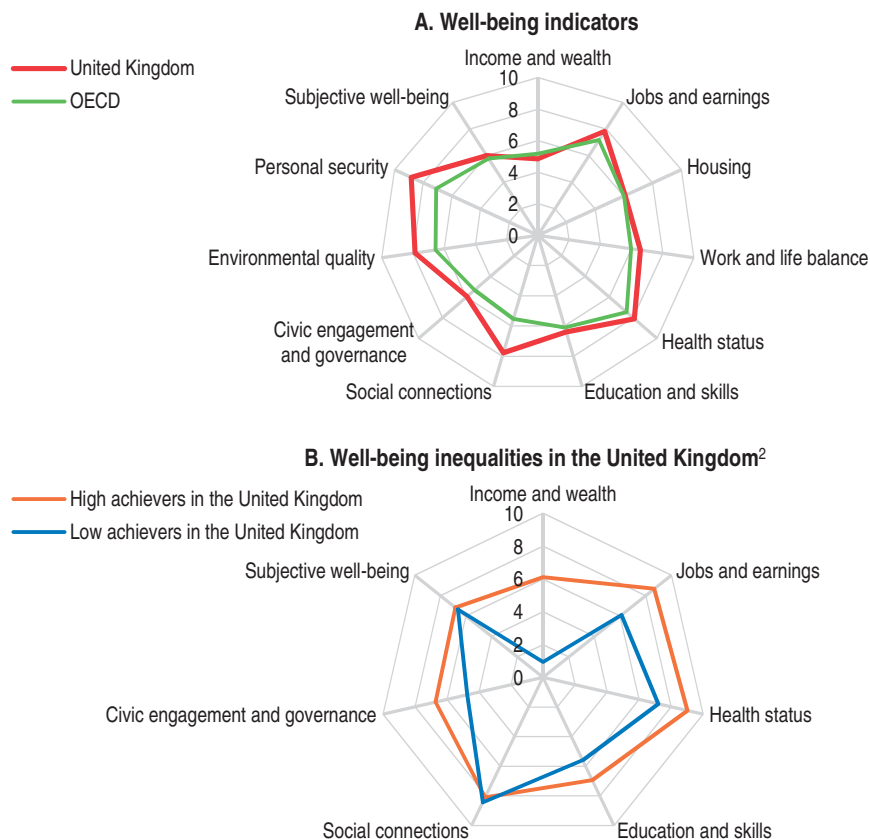 A. Well-being indicators
United Kingdom
OECD
Income and wealth
Jobs and earnings
Housing
Work and life balance
Health status
Education and skills
Social connections
Civic engagement
and governance
Environmental quality
Personal security
Subjective well-being
10
8
6
4
2
0
B. Well-being inequalities in the United Kingdom²
High achievers in the United Kingdom
Low achievers in the United Kingdom
Income and wealth
Jobs and earnings
Health status
Education and skills
Social connections
Civic engagement and governance
Subjective well-being
10
8
6
4
2
0